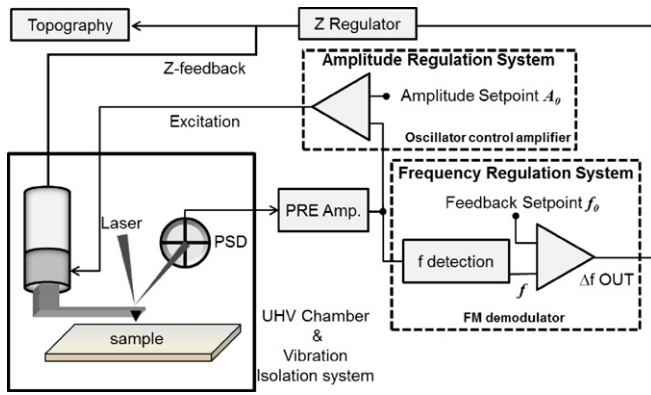 Topography
Z Regulator
Z-feedback
Amplitude Regulation System
Amplitude Setpoint A₀
Excitation
Oscillator control amplifier
Frequency Regulation System
Feedback Setpoint f₀
Laser
PSD
PRE Amp.
f detection
f
Δf OUT
FM demodulator
sample
UHV Chamber
&
Vibration
Isolation system